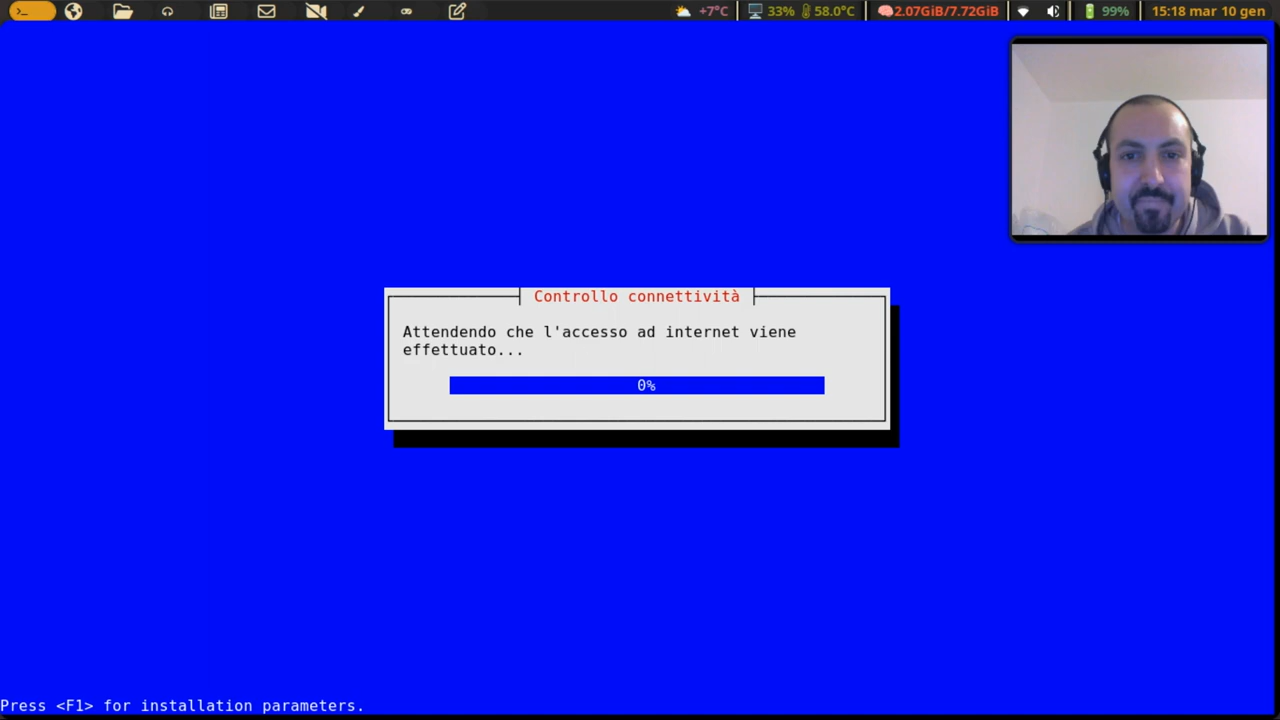 +7°C 33% 58.0°C 2.07GiB/7.72GiB 99% 15:18 mar 10 gen
Controllo connettività
Attendendo che l'accesso ad internet viene
effettuato...
0%
Press <F1> for installation parameters.